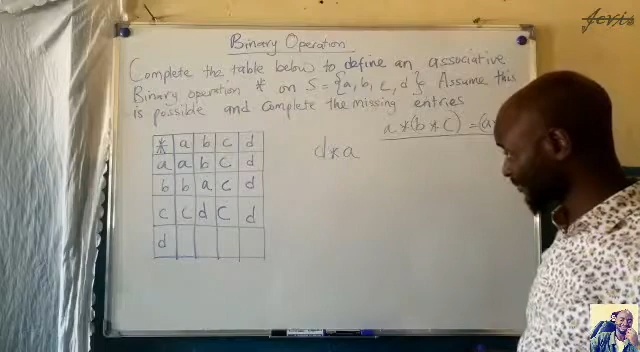 Jeris
Binary Operation
Complete the table below to define an associative
Binary operation * on S = {a, b, c, d}. Assume this
is possible and complete the missing entries
a*(b*c) = (a
* a b c d
a a b c d
b b a c d
c c d c d
d
d*a